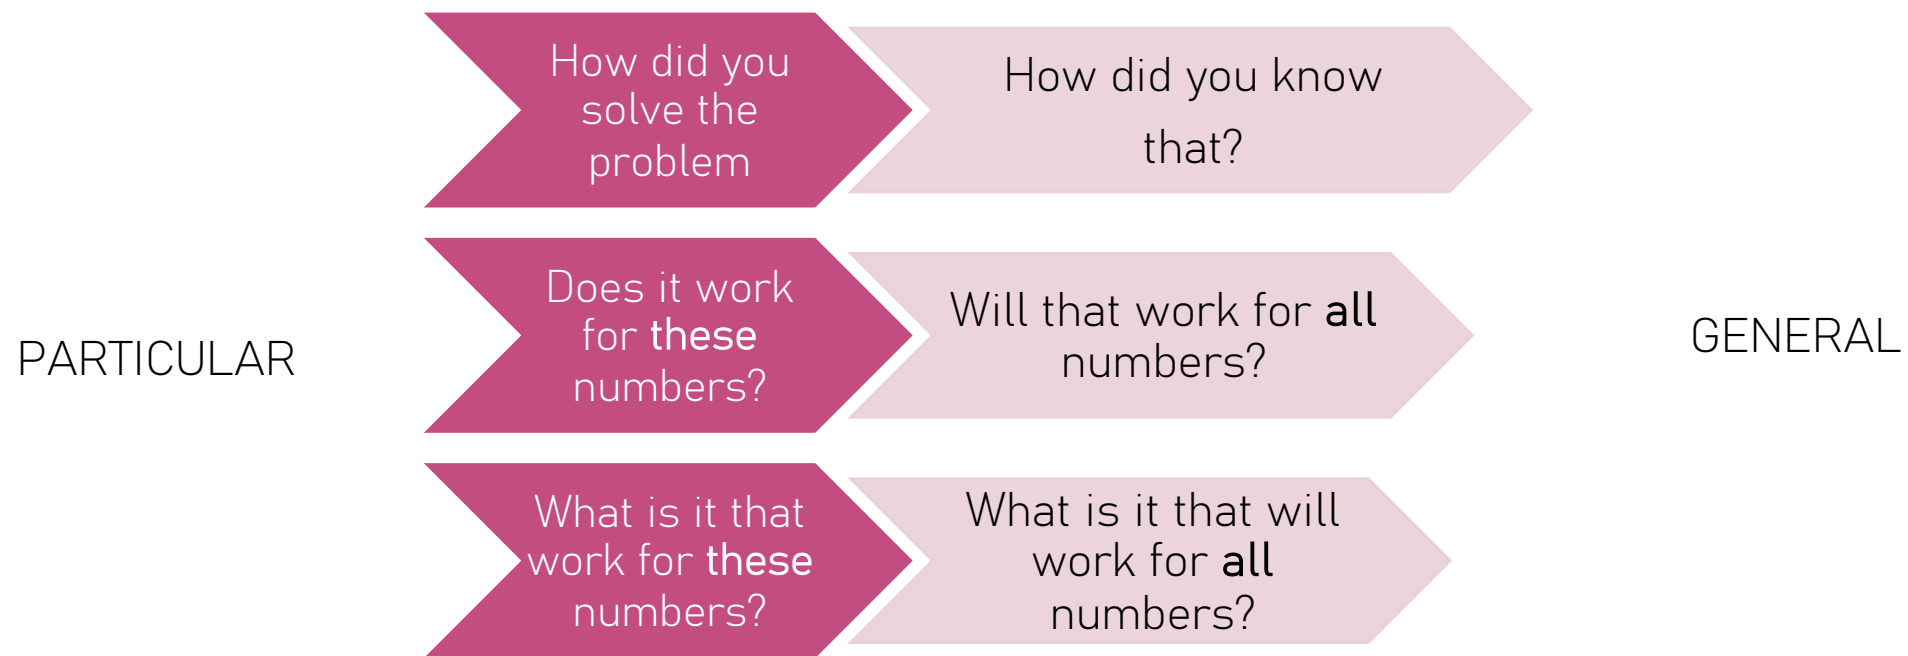 How did you
solve the
problem
How did you know
that?
PARTICULAR
Does it work
for these
numbers?
Will that work for all
numbers?
GENERAL
What is it that
work for these
numbers?
What is it that will
work for all
numbers?